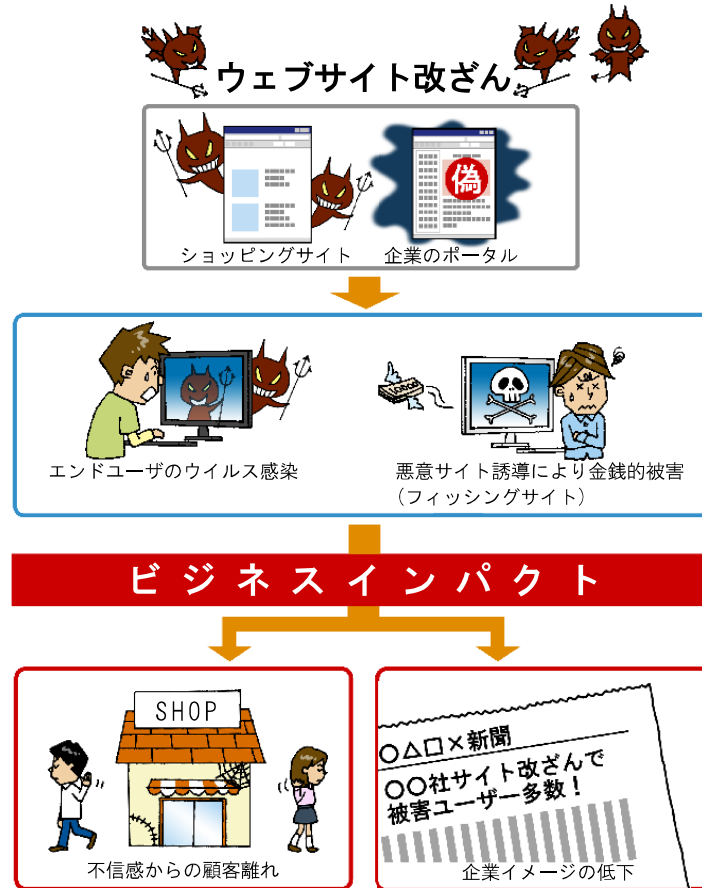 ウェブサイト改ざん
偽
ショッピングサイト
企業のポータル
エンドユーザのウイルス感染
悪意サイト誘導により金銭的被害
（フィッシングサイト）
ビジネスインパクト
SHOP
不信感からの顧客離れ
○△□×新聞
○○社サイト改ざんで
被害ユーザー多数！
企業イメージの低下